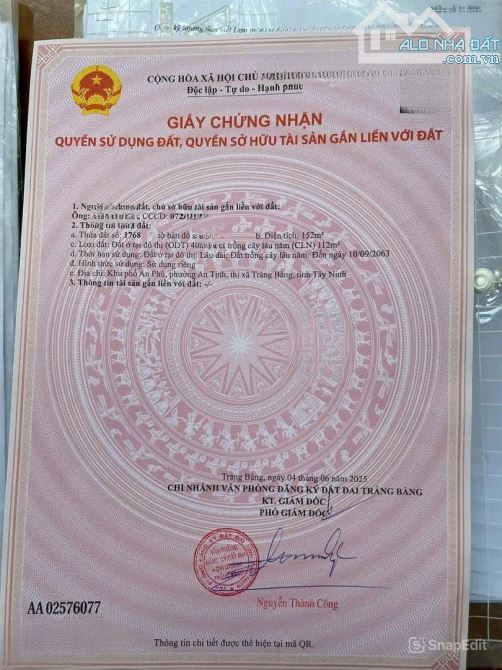 ALO NHÀ ĐẤT
CỘNG HÒA XÃ HỘI CHỦ
Độc lập - Tự do - Hạnh phúc
GIẤY CHỨNG NHẬN
QUYỀN SỬ DỤNG ĐẤT, QUYỀN SỞ HỮU TÀI SẢN GẮN LIỀN VỚI ĐẤT
1. Người sử dụng đất, chủ sở hữu tài sản gắn liền với đất:
Ông: CCCD:
2. Thông tin thửa đất:
a. Thửa đất số: 1768 tờ bản đồ b. Diện tích: 152m²
c. Loại đất: Đất ở tại đô thị (ODT) trồng cây lâu năm (CLN) 112m²
d. Thời hạn sử dụng: Đất ở tại đô thị: Lâu dài; Đất trồng cây lâu năm: Đến ngày 10/09/2063
đ. Hình thức sử dụng: Sử dụng riêng
e. Địa chỉ: Khu phố An Phú, phường An Tịnh, thị xã Trảng Bàng, tỉnh Tây Ninh
3. Thông tin tài sản gắn liền với đất: -/-
Trảng Bàng, ngày 04 tháng 06 năm 2025
CHI NHÁNH VĂN PHÒNG ĐĂNG KÝ ĐẤT ĐAI TRẢNG BÀNG
KT. GIÁM ĐỐC
PHÓ GIÁM ĐỐC
Nguyễn Thành Công
AA 02576077
Thông tin chi tiết được thể hiện tại mã QR.
SnapEdit